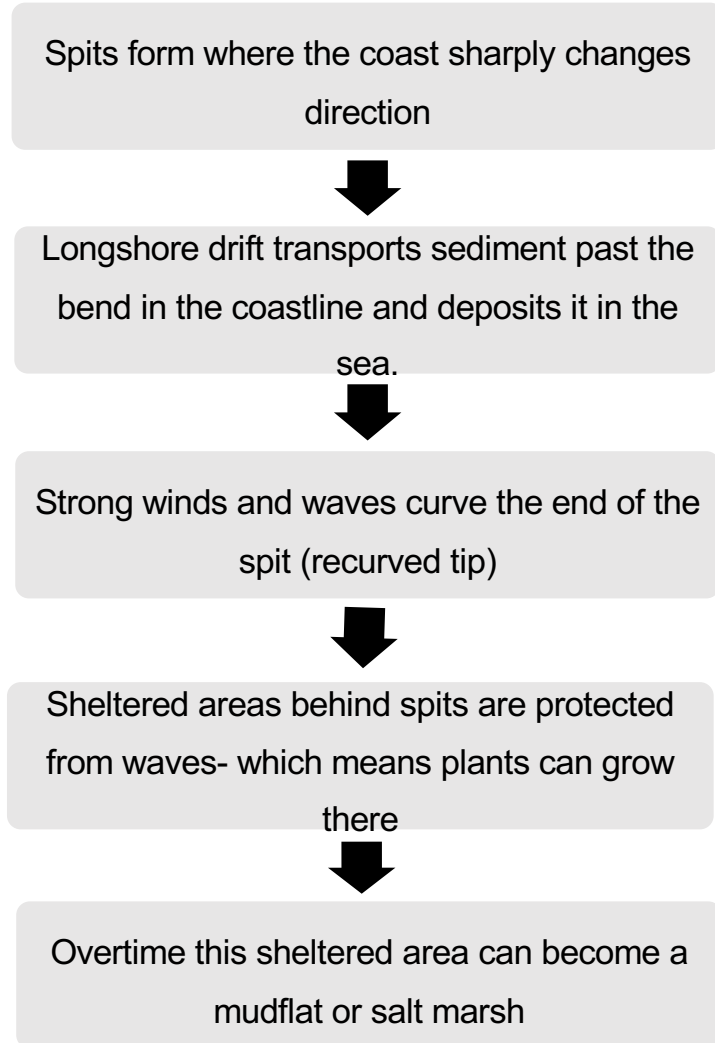 Spits form where the coast sharply changes
direction
Longshore drift transports sediment past the
bend in the coastline and deposits it in the
sea.
Strong winds and waves curve the end of the
spit (recurved tip)
Sheltered areas behind spits are protected
from waves- which means plants can grow
there
Overtime this sheltered area can become a
mudflat or salt marsh